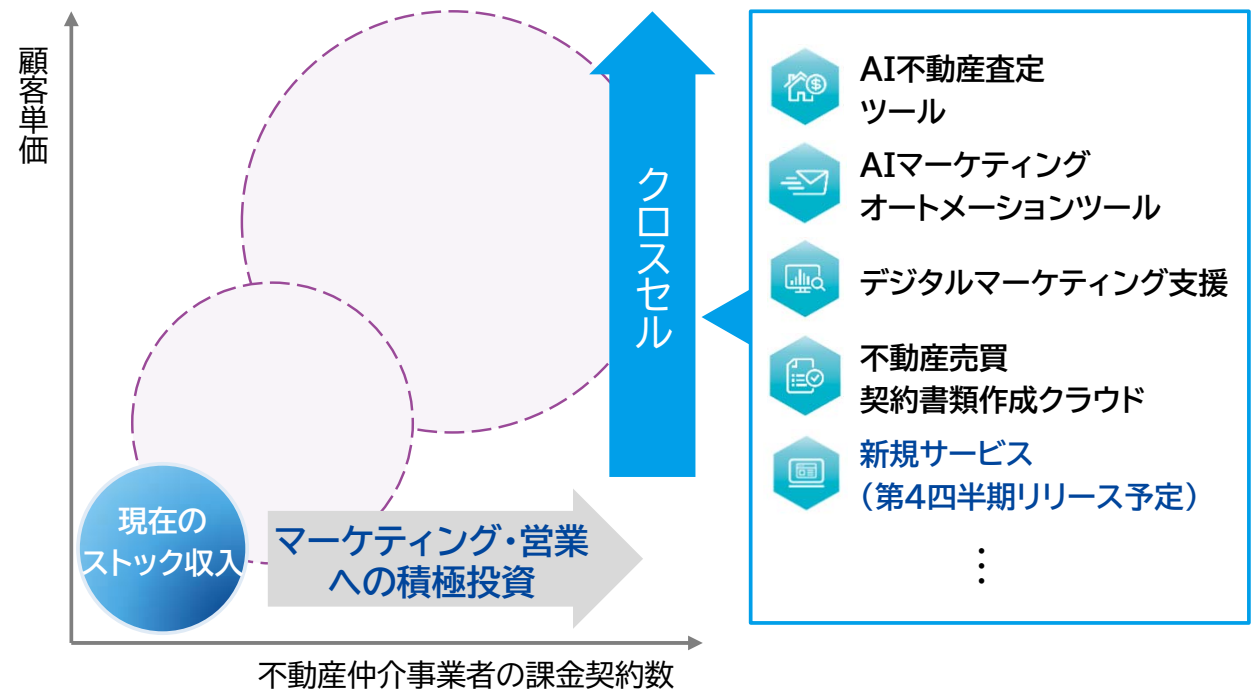 顧客単価
クロスセル
現在の
ストック収入
マーケティング・営業
への積極投資
不動産仲介事業者の課金契約数
AI不動産査定
ツール
AIマーケティング
オートメーションツール
デジタルマーケティング支援
不動産売買
契約書類作成クラウド
新規サービス
（第4四半期リリース予定）
⋮